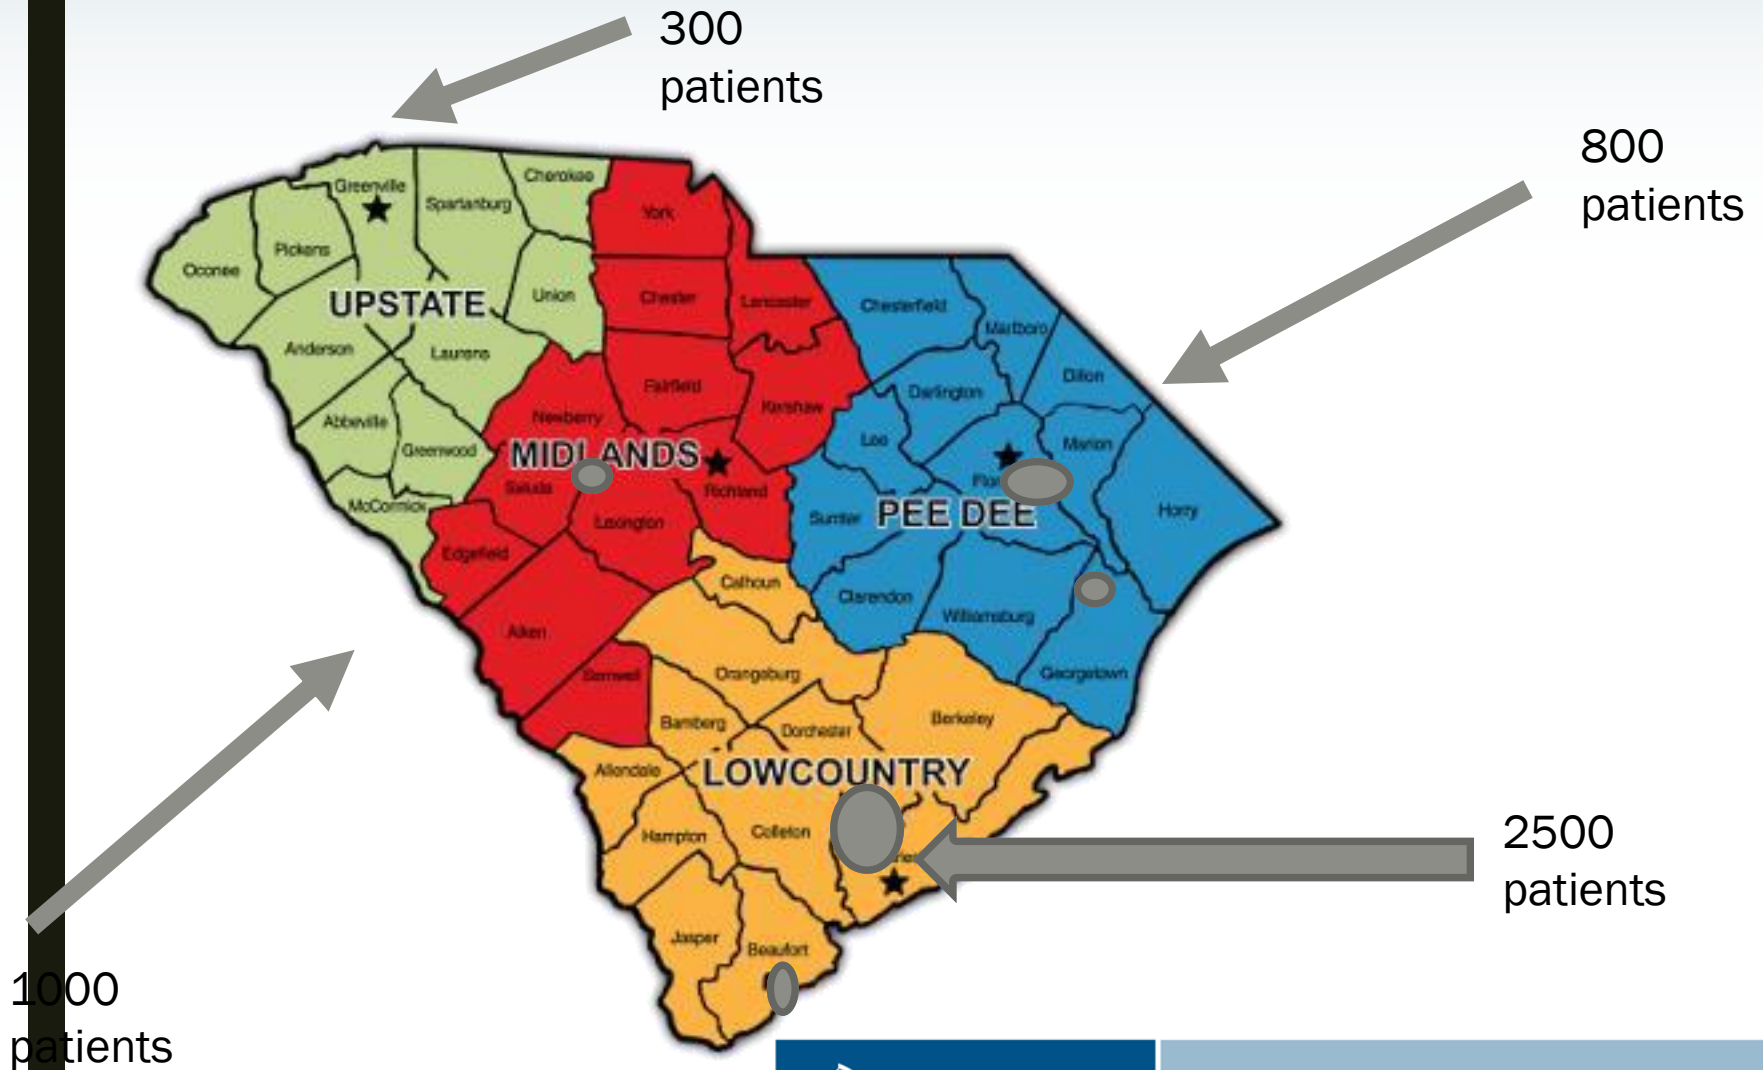 300
patients
800
patients
Greenville
Cherokee
Spartanburg
York
Pickens
Oconee
UPSTATE
Union
Chester
Lancaster
Chesterfield
Marlboro
Anderson
Laurens
Dillon
Fairfield
Darlington
Kershaw
Newberry
Abbeville
Lee
Marion
Greenwood
MIDLANDS
Saluda
Richland
McCormick
Lexington
Sumter
PEE DEE
Horry
Edgefield
Calhoun
Clarendon
Williamsburg
Aiken
Orangeburg
Georgetown
Barnwell
Bamberg
Dorchester
Berkeley
Allendale
LOWCOUNTRY
Hampton
Colleton
2500
patients
Jasper
Beaufort
1000
patients